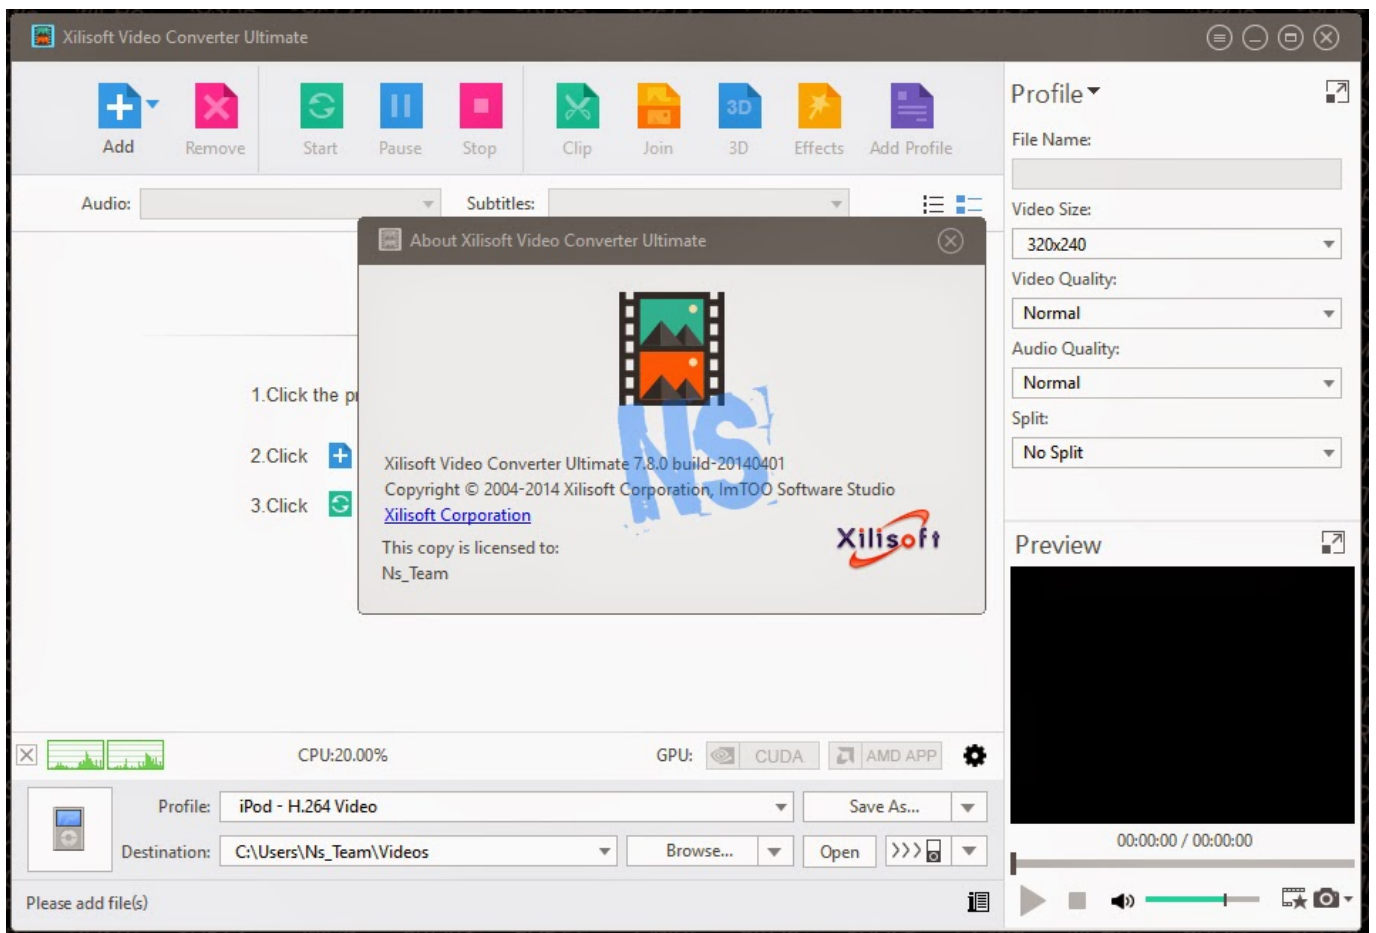 Xilisoft Video Converter Ultimate
Add
Remove
Start
Pause
Stop
3D
Clip
Join
3D
Effects
Add Profile
Audio:
Subtitles:
About Xilisoft Video Converter Ultimate
1.Click the
2.Click
3.Click
NS
Xilisoft Video Converter Ultimate 7.8.0 build-20140401
Copyright © 2004-2014 Xilisoft Corporation, ImTOO Software Studio
Xilisoft Corporation
This copy is licensed to:
Ns_Team
Xilisoft
CPU:20.00%
GPU:
CUDA
AMD APP
Profile:
iPod - H.264 Video
Save As...
Destination:
C:\Users\Ns_Team\Videos
Browse...
Open
>>>
Please add file(s)
Profile
File Name:
Video Size:
320x240
Video Quality:
Normal
Audio Quality:
Normal
Split:
No Split
Preview
00:00:00 / 00:00:00